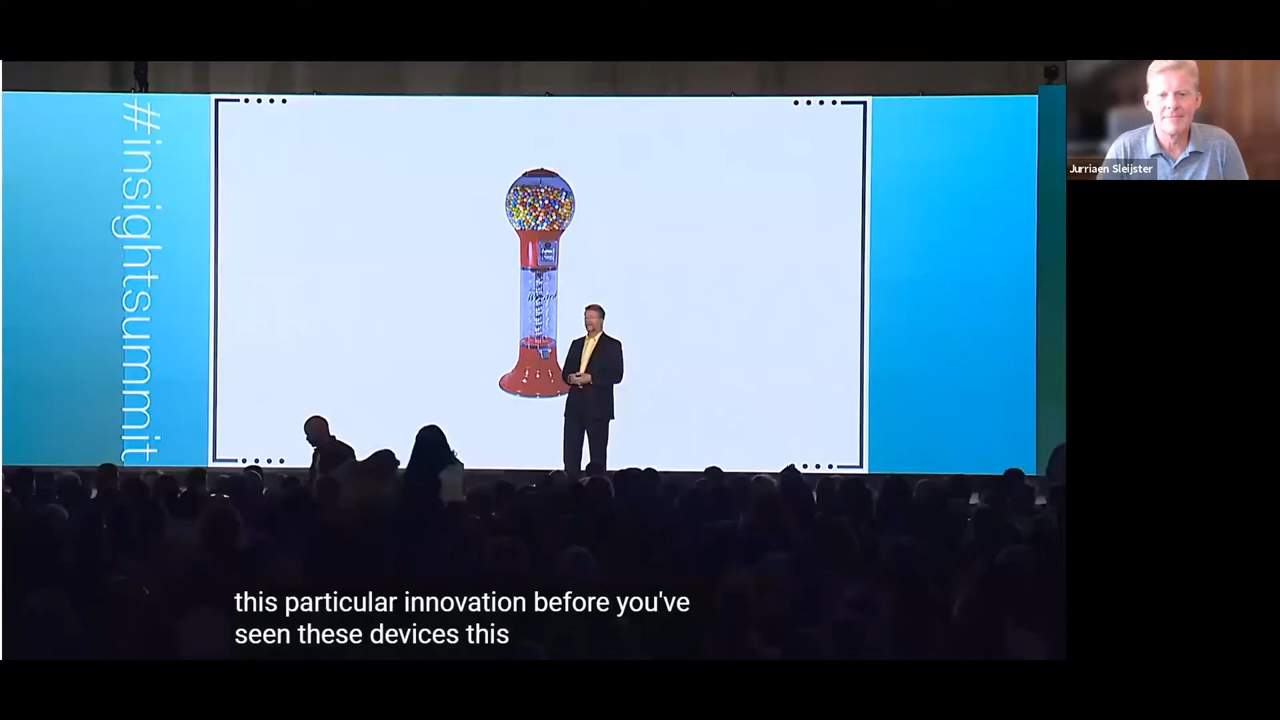 #insightsummit
Jurriaen Sleijster
this particular innovation before you've
seen these devices this